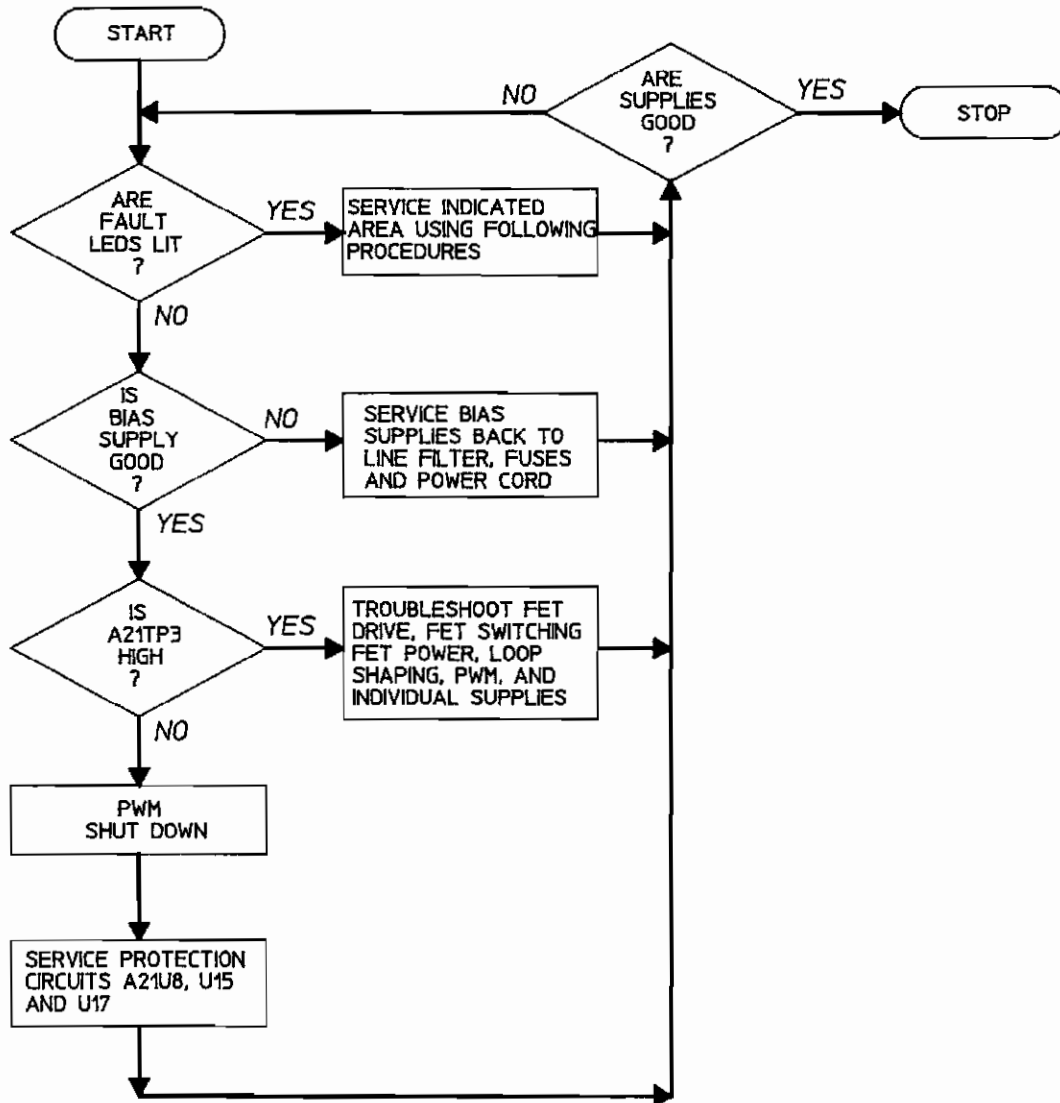 START
ARE
SUPPLIES
GOOD
?
NO
YES
STOP
ARE
FAULT
LEDS LIT
?
YES
SERVICE INDICATED
AREA USING FOLLOWING
PROCEDURES
NO
IS
BIAS
SUPPLY
GOOD
?
NO
SERVICE BIAS
SUPPLIES BACK TO
LINE FILTER, FUSES
AND POWER CORD
YES
IS
A21TP3
HIGH
?
YES
TROUBLESHOOT FET
DRIVE, FET SWITCHING
FET POWER, LOOP
SHAPING, PWM, AND
INDIVIDUAL SUPPLIES
NO
PWM
SHUT DOWN
SERVICE PROTECTION
CIRCUITS A21U8, U15
AND U17